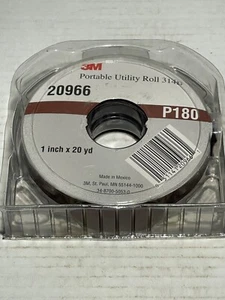 3M
Portable Utility Roll 314D
20966
P180
1 inch x 20 yd
Made in Mexico
3M, St. Paul, MN 55144-1000